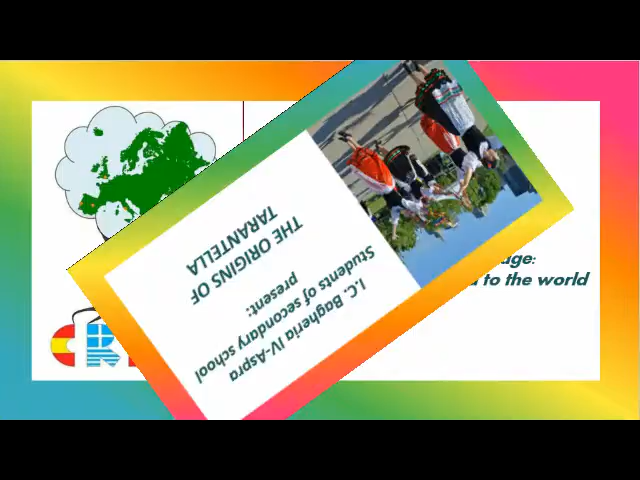 I.C. Bagheria IV-Aspra
Students of secondary school
present:
THE ORIGINS OF
TARANTELLA
to the world